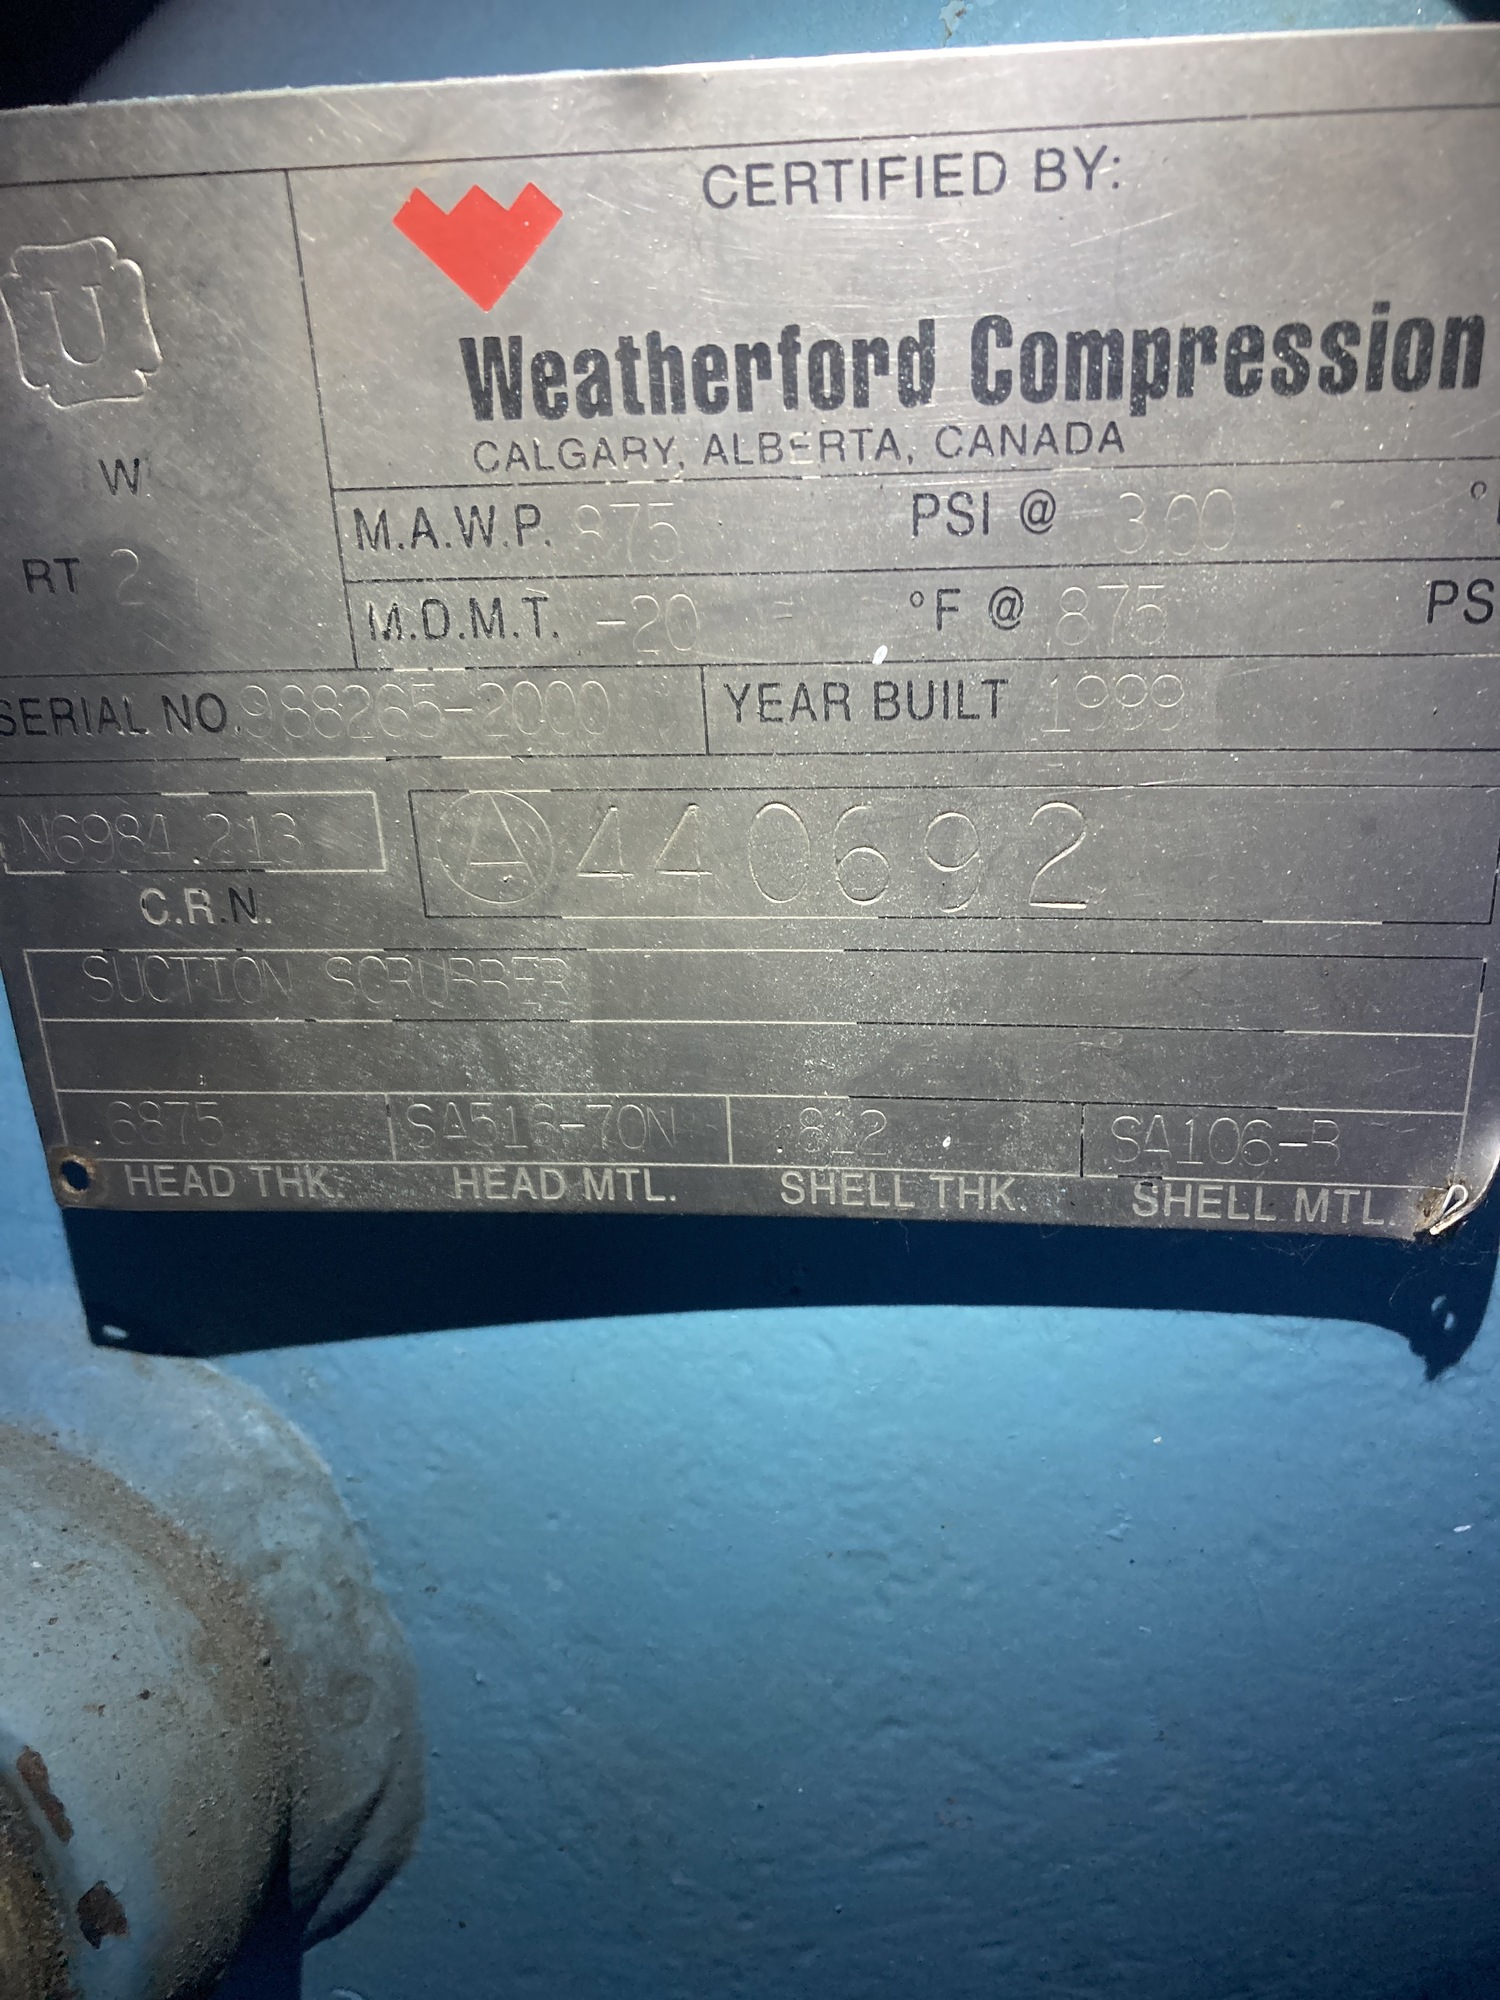 CERTIFIED BY:
U
Weatherford Compression
CALGARY, ALBERTA, CANADA
W
RT 2
M.A.W.P. 875 PSI @ 300 °
M.D.M.T. -20 °F @ 875 PS
SERIAL NO. 988265-2000 YEAR BUILT 1999
N6984.213
C.R.N.
A 440692
SUCTION SCRUBBER
.6875 SA516-70N .812 SA106-B
HEAD THK. HEAD MTL. SHELL THK. SHELL MTL.